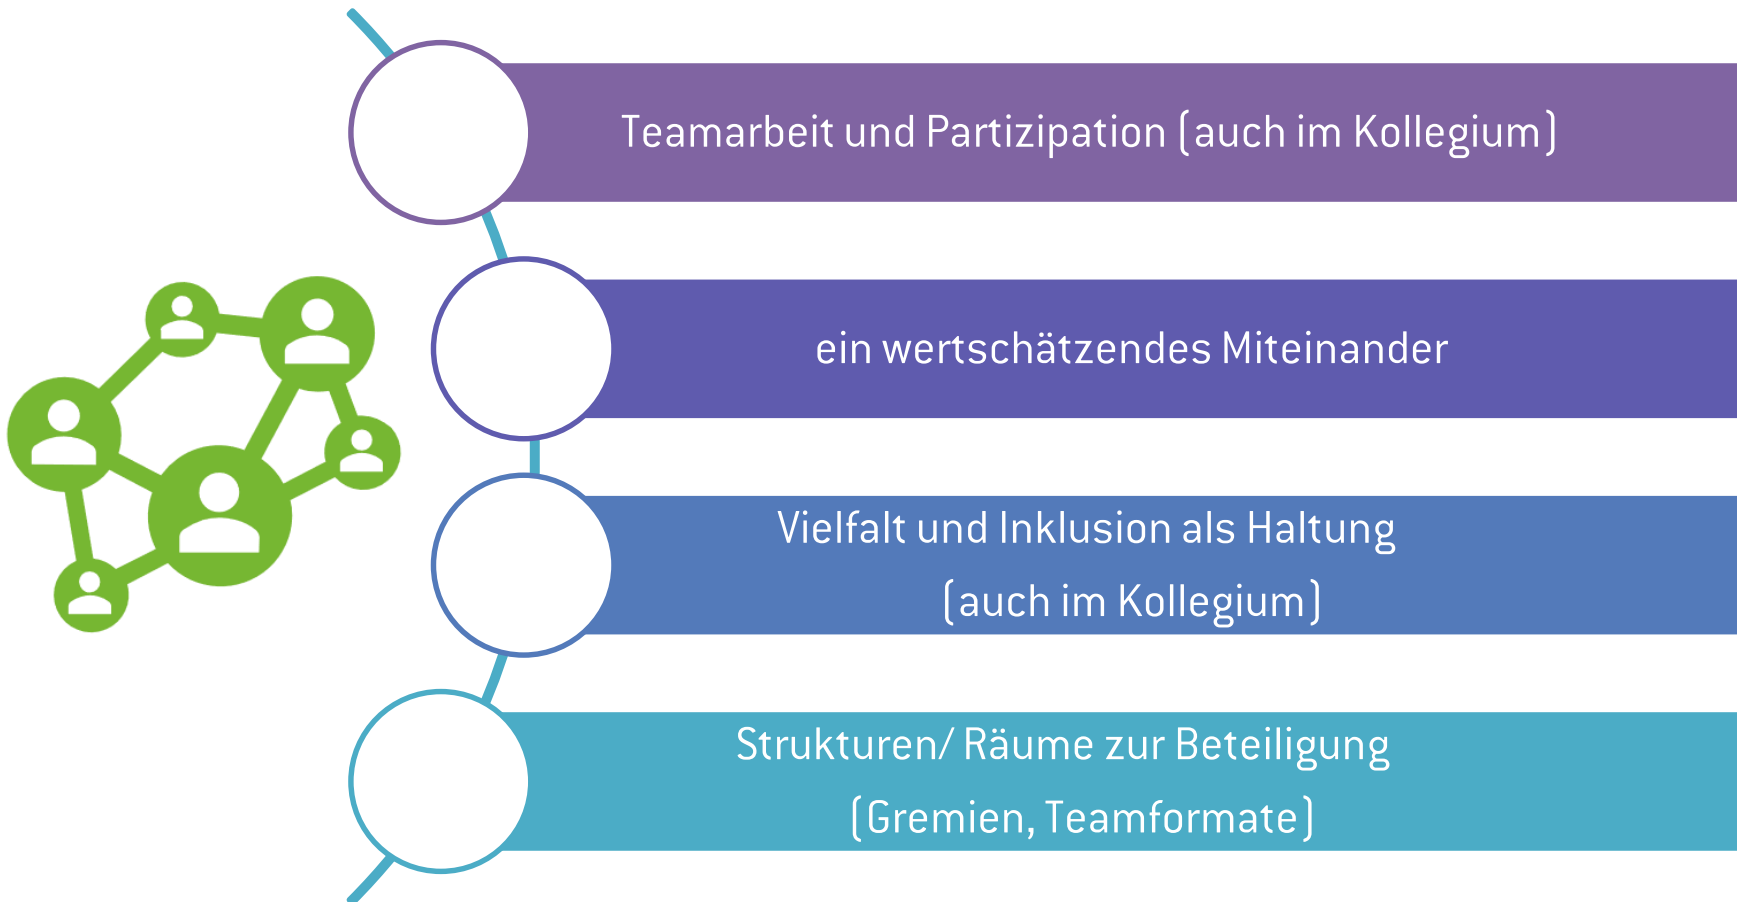 Teamarbeit und Partizipation (auch im Kollegium)
ein wertschätzendes Miteinander
Vielfalt und Inklusion als Haltung
(auch im Kollegium)
Strukturen/ Räume zur Beteiligung
(Gremien, Teamformate)